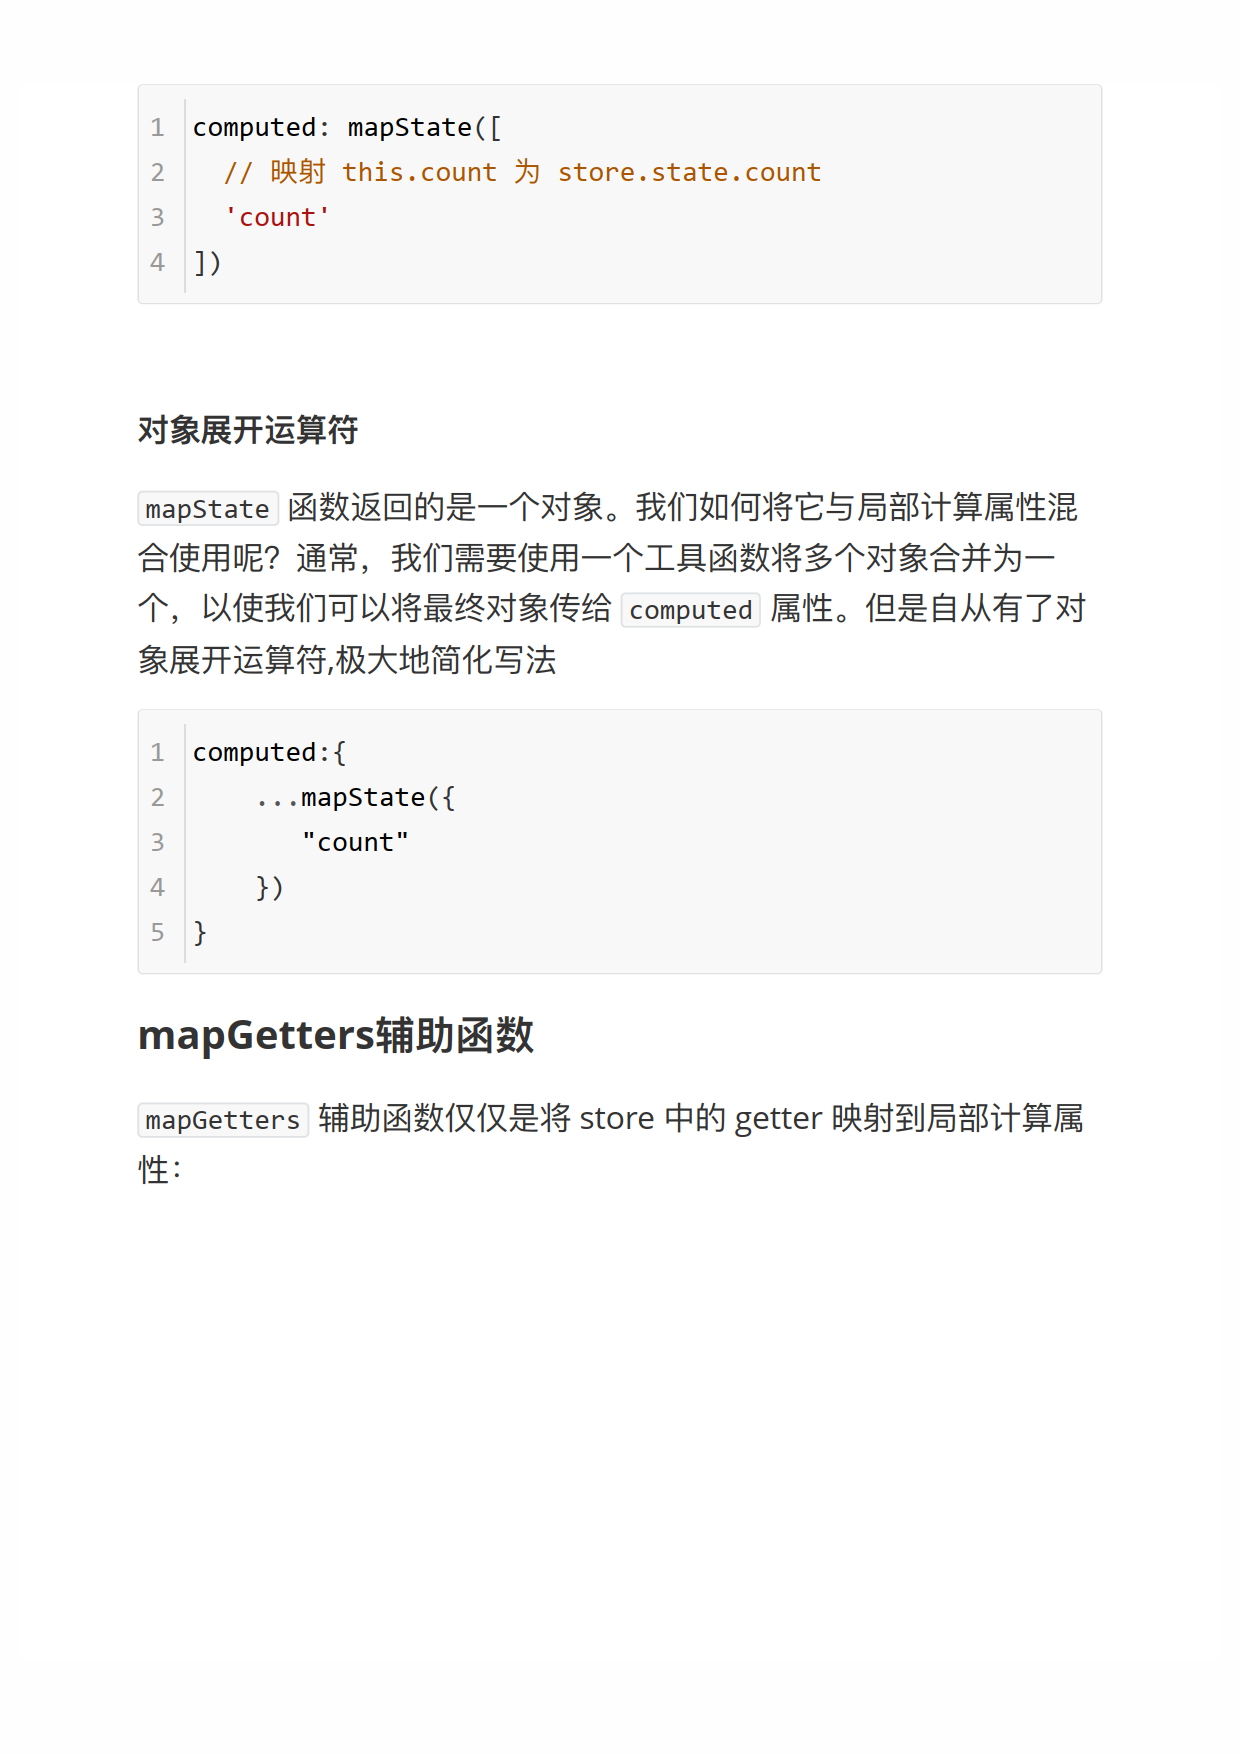 1 computed: mapState([
2   // 映射 this.count 为 store.state.count
3   'count'
4 ])
对象展开运算符
mapState 函数返回的是一个对象。我们如何将它与局部计算属性混
合使用呢？通常，我们需要使用一个工具函数将多个对象合并为一
个，以使我们可以将最终对象传给 computed 属性。但是自从有了对
象展开运算符,极大地简化写法
1 computed:{
2     ...mapState({
3        "count"
4     })
5 }
mapGetters辅助函数
mapGetters 辅助函数仅仅是将 store 中的 getter 映射到局部计算属
性：